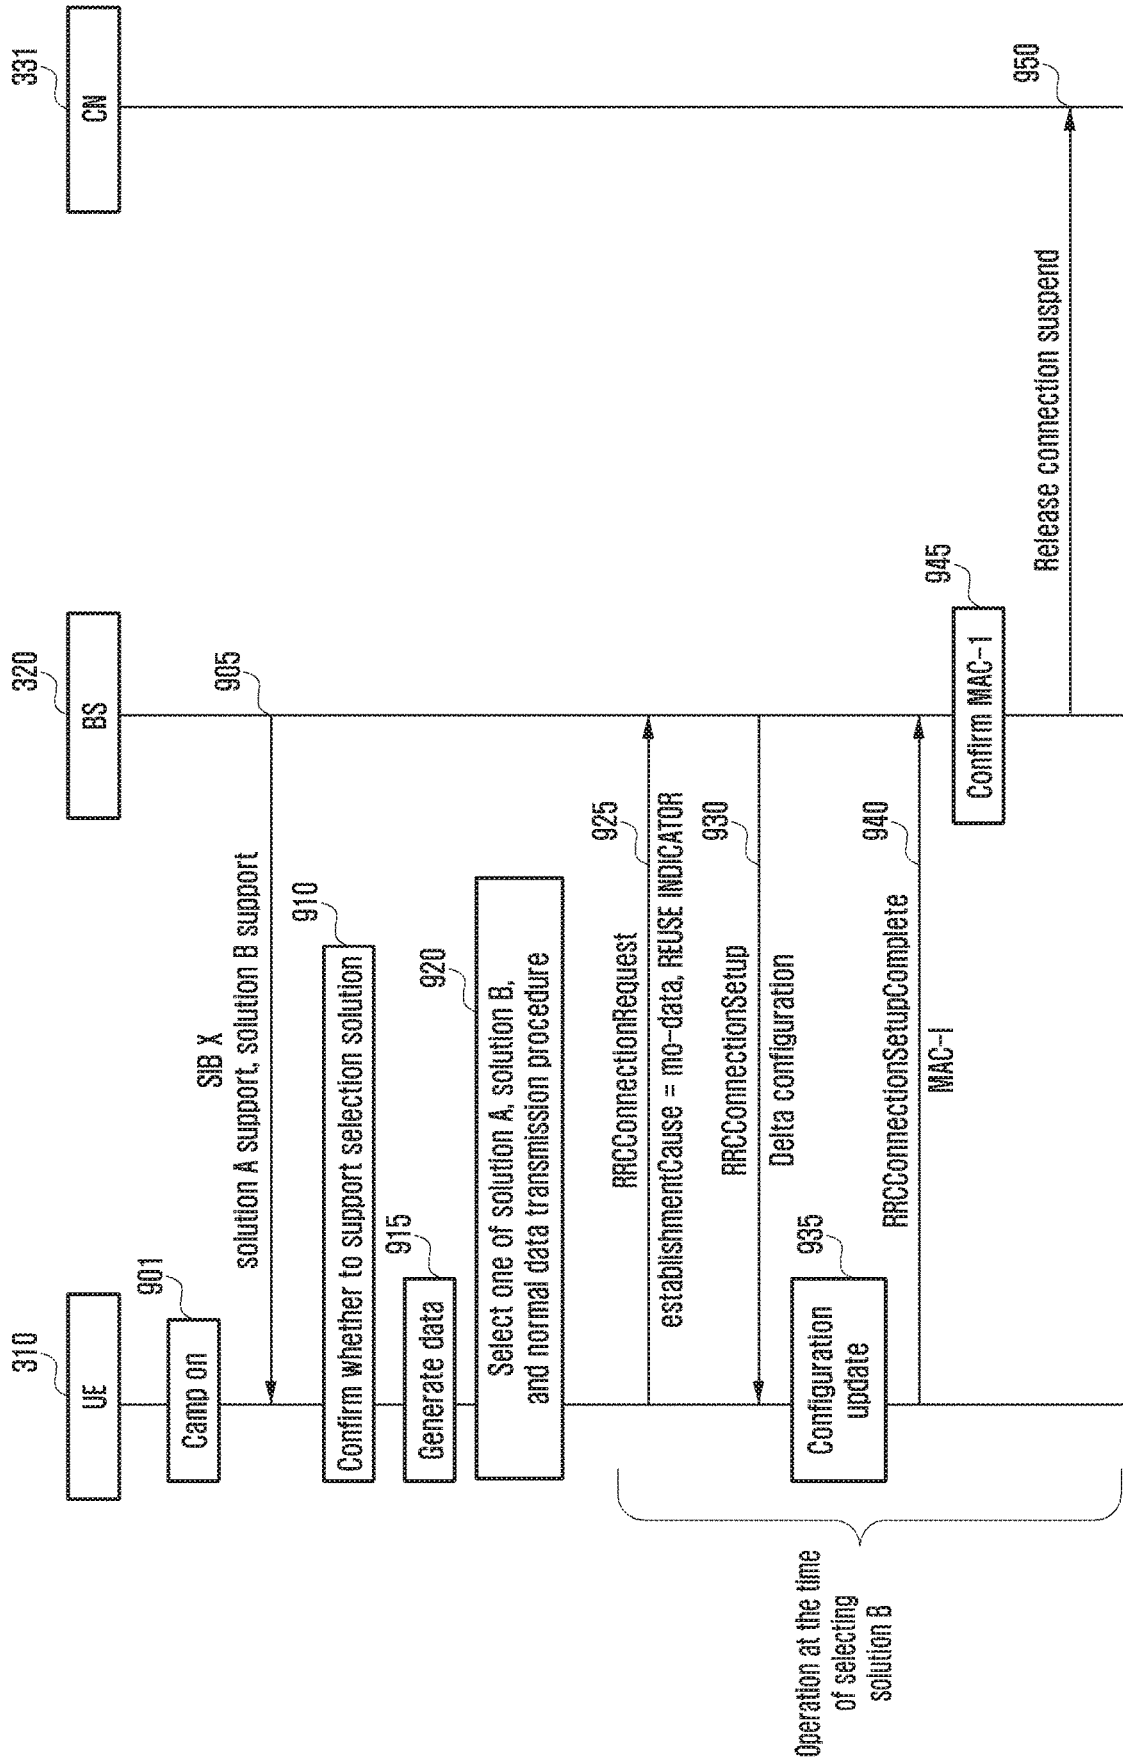 310
320
331
UE
BS
CN
901
Camp on
905
SIB X
solution A support, solution B support
910
Confirm whether to support selection solution
915
Generate data
920
Select one of solution A, solution B,
and normal data transmission procedure
RRCConnectionRequest
925
establishmentCause = mo-data, REUSE INDICATOR
RRCConnectionSetup
930
Delta configuration
935
Configuration
update
RRCConnectionSetupComplete
940
MAC-I
945
Confirm MAC-1
Release connection suspend
950
Operation at the time
of selecting
solution B